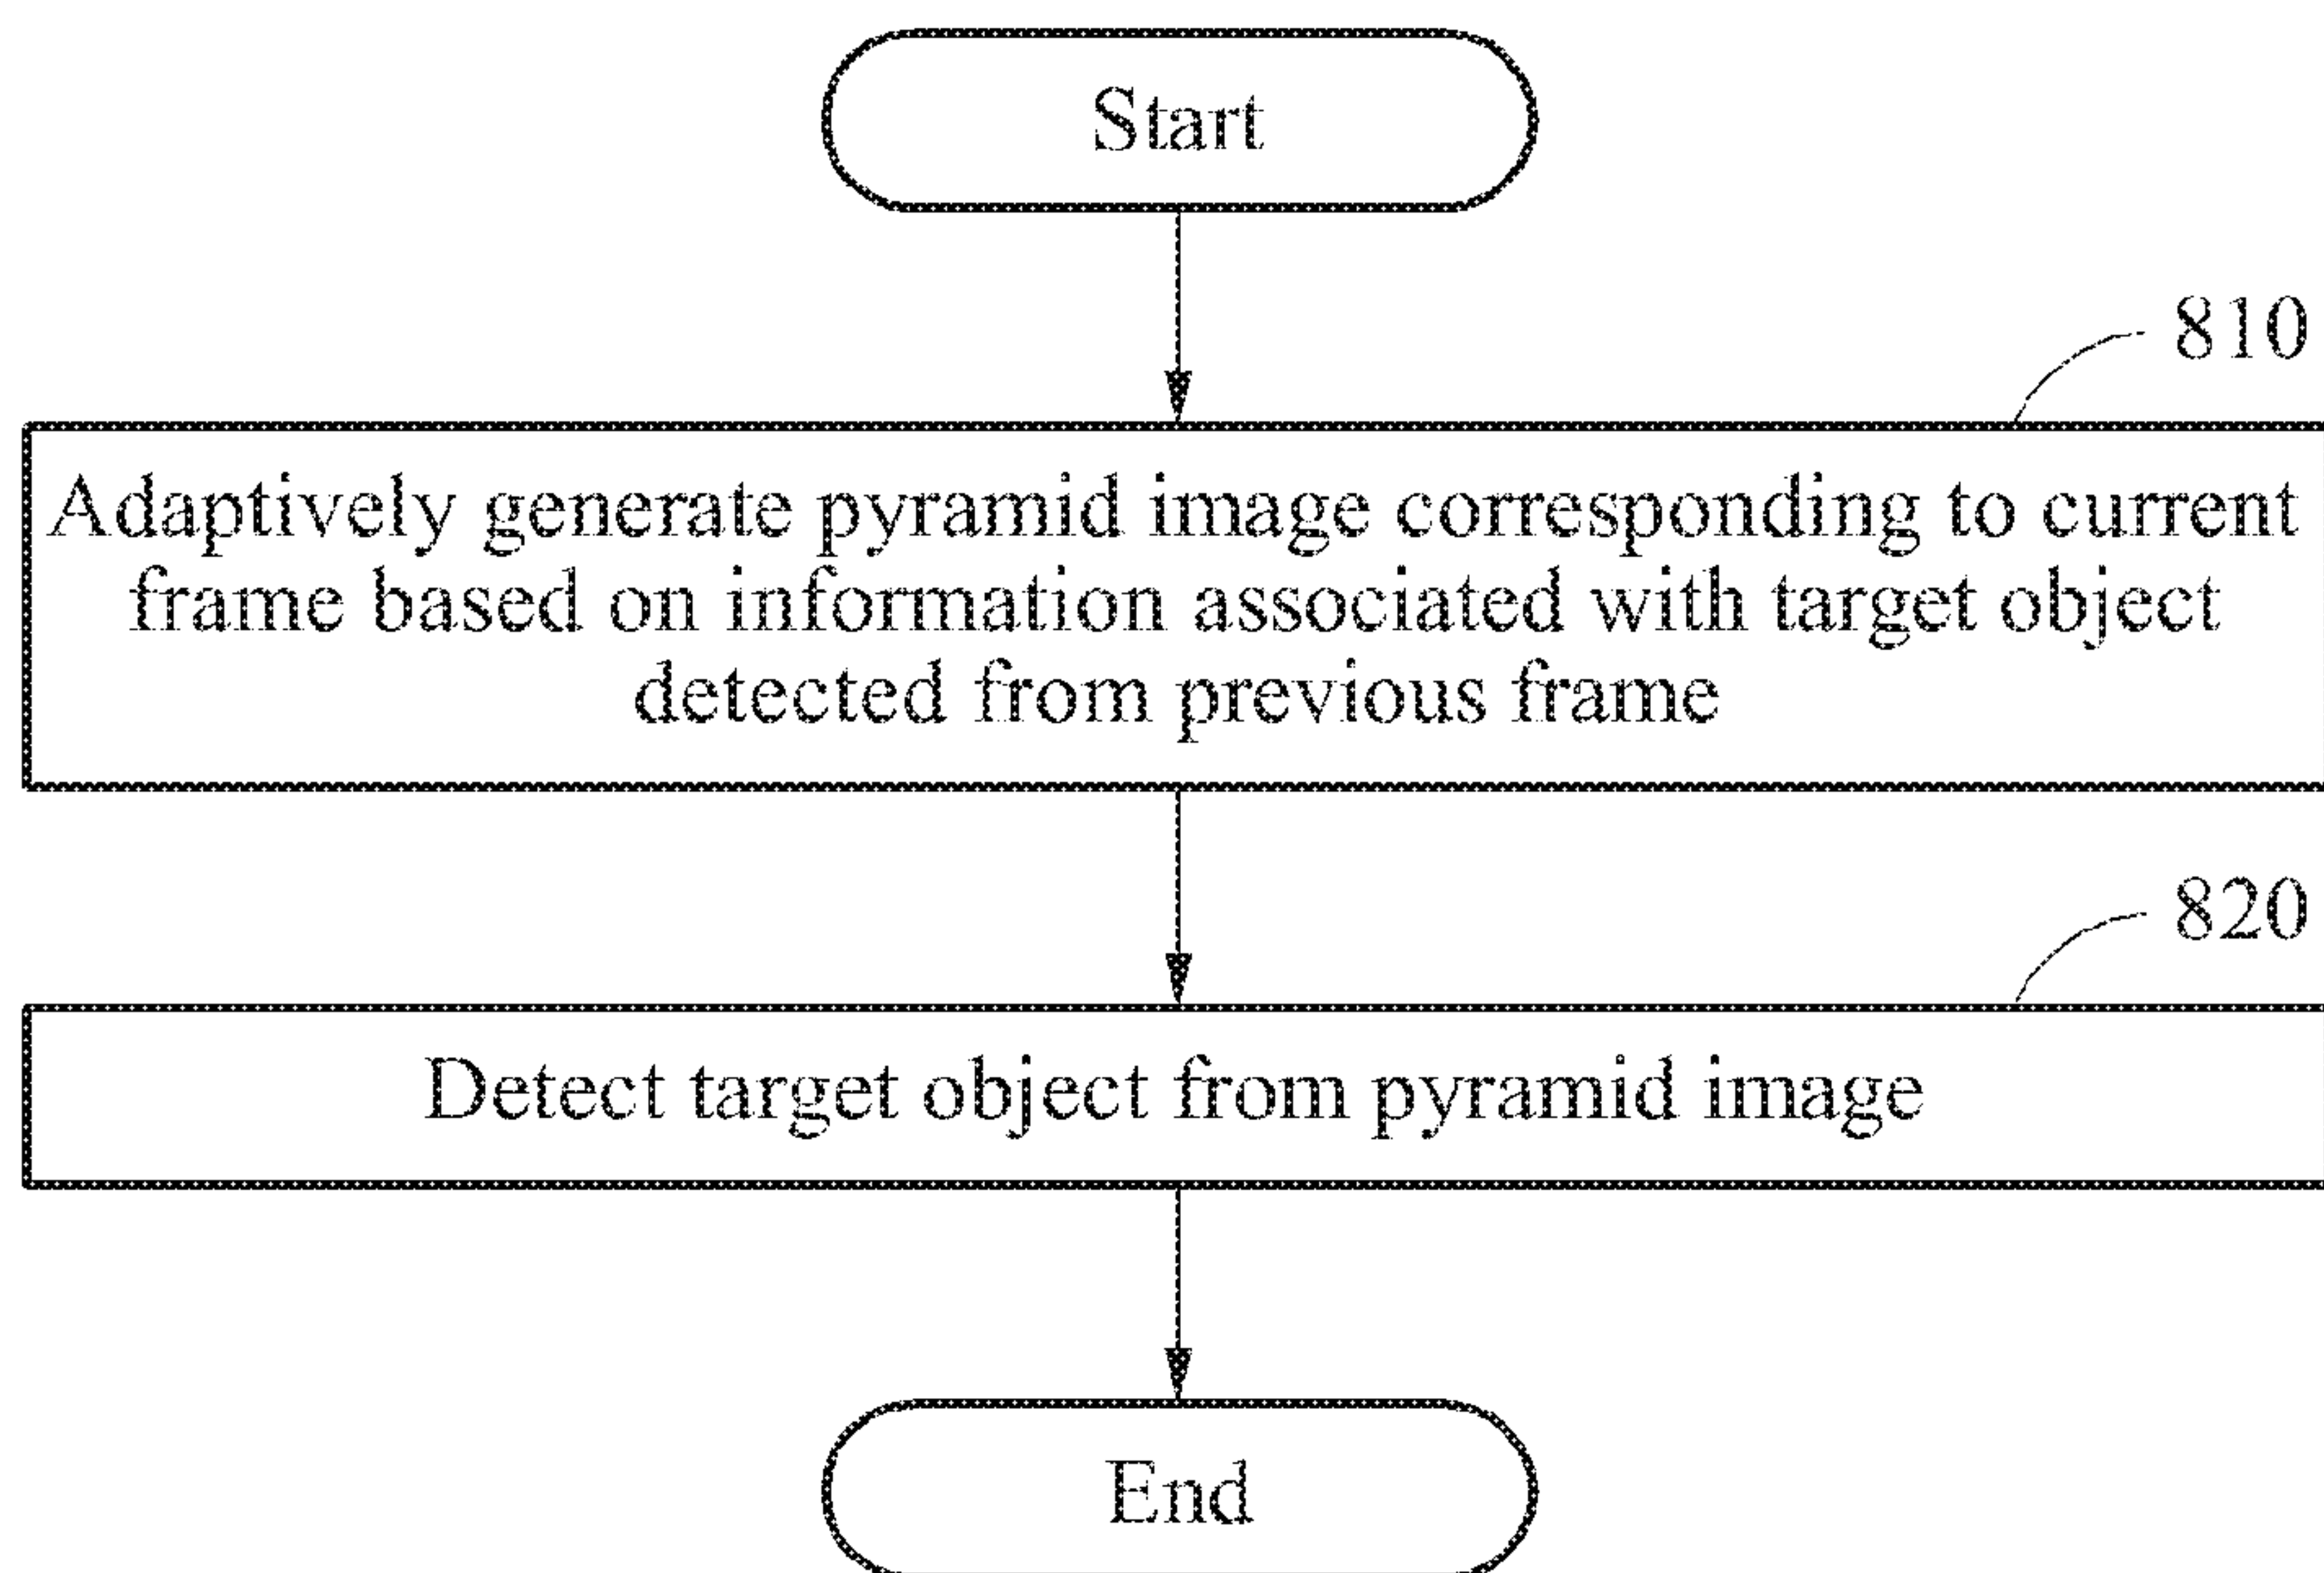 Start
810
Adaptively generate pyramid image corresponding to current
frame based on information associated with target object
detected from previous frame
820
Detect target object from pyramid image
End